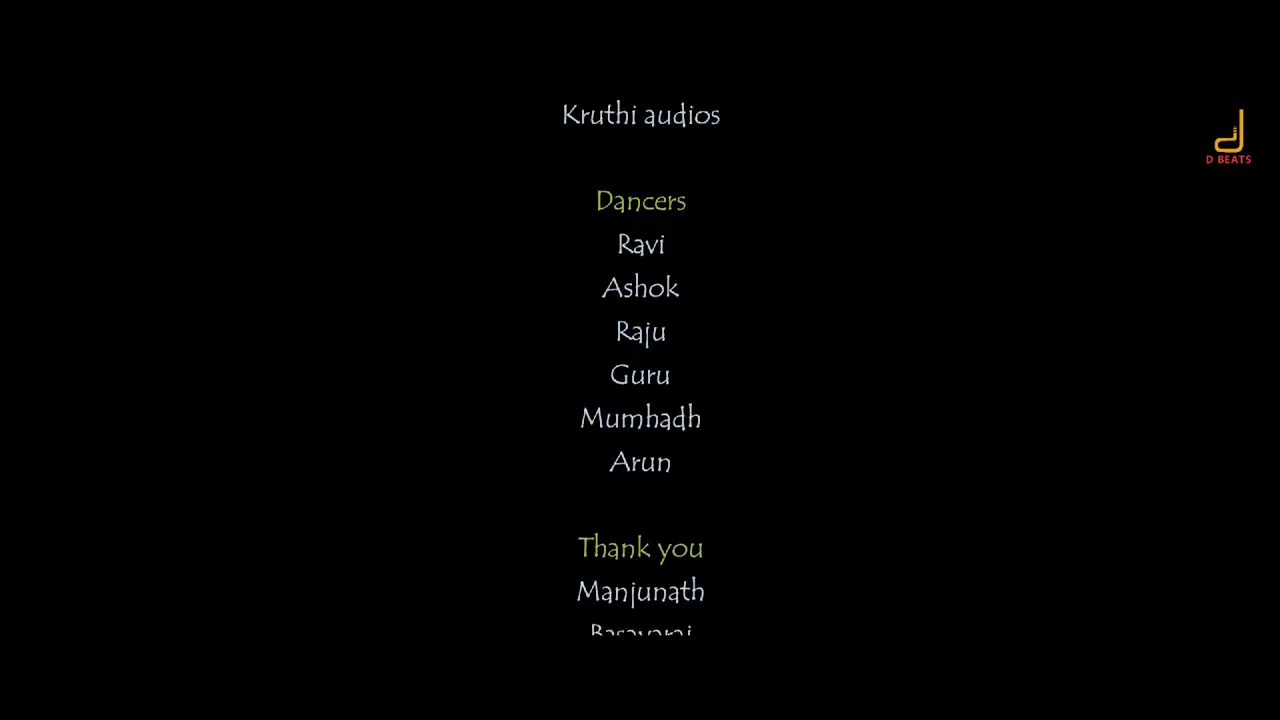 Kruthi audios
D BEATS
Dancers
Ravi
Ashok
Raju
Guru
Mumhadh
Arun
Thank you
Manjunath